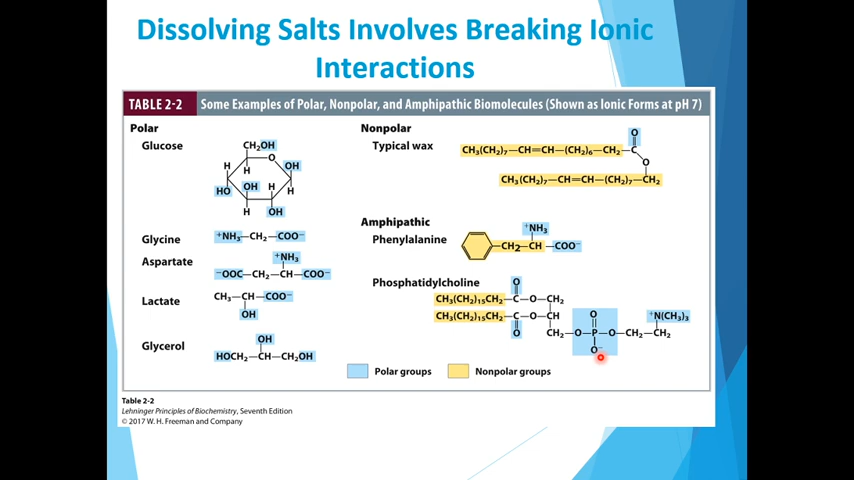 Dissolving Salts Involves Breaking Ionic
Interactions
TABLE 2-2 Some Examples of Polar, Nonpolar, and Amphipathic Biomolecules (Shown as Ionic Forms at pH 7)
Polar
Glucose
CH₂OH
O
H
H
OH
HO
OH
H
H
H
OH
Glycine
⁺NH₃—CH₂—COO⁻
Aspartate
⁺NH₃
⁻OOC—CH₂—CH—COO⁻
Lactate
CH₃—CH—COO⁻
OH
Glycerol
OH
HOCH₂—CH—CH₂OH
Nonpolar
Typical wax
O
CH₃(CH₂)₇—CH=CH—(CH₂)₆—CH₂—C
O
CH₃(CH₂)₇—CH=CH—(CH₂)₇—CH₂
Amphipathic
Phenylalanine
⁺NH₃
—CH₂—CH—COO⁻
Phosphatidylcholine
O
CH₃(CH₂)₁₅CH₂—C—O—CH₂
CH₃(CH₂)₁₅CH₂—C—O—CH
O
O
⁺N(CH₃)₃
CH₂—O—P—O—CH₂—CH₂
O⁻
Polar groups
Nonpolar groups
Table 2-2
Lehninger Principles of Biochemistry, Seventh Edition
© 2017 W. H. Freeman and Company